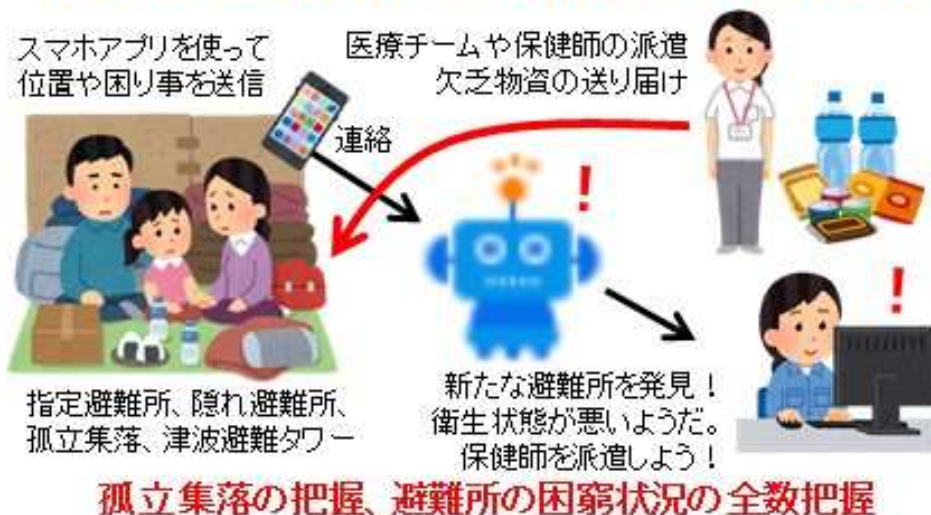 スマホアプリを使って
位置や困り事を送信
医療チームや保健師の派遣
欠乏物資の送り届け
連絡
!
!
指定避難所、隠れ避難所、
孤立集落、津波避難タワー
新たな避難所を発見！
衛生状態が悪いようだ。
保健師を派遣しよう！
孤立集落の把握、避難所の困窮状況の全数把握